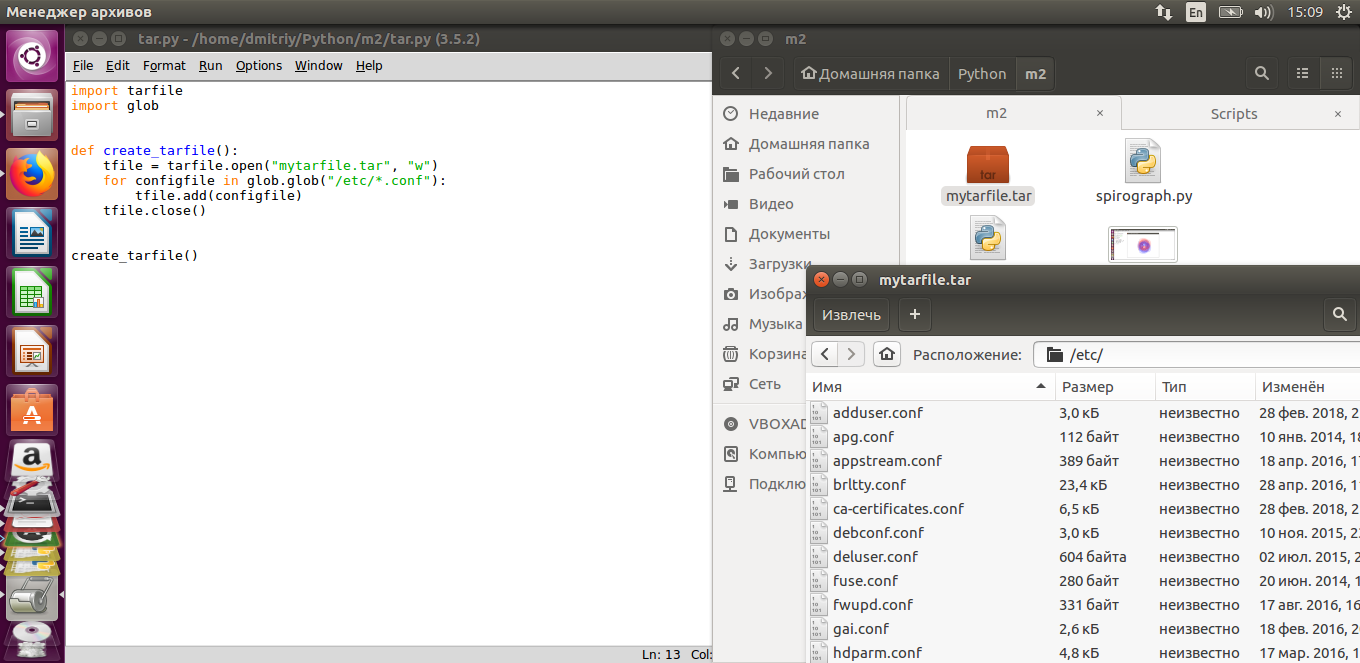 Менеджер архивов
En
15:09
tar.py - /home/dmitriy/Python/m2/tar.py (3.5.2)
File Edit Format Run Options Window Help
import tarfile
import glob
def create_tarfile():
    tfile = tarfile.open("mytarfile.tar", "w")
    for configfile in glob.glob("/etc/*.conf"):
        tfile.add(configfile)
    tfile.close()
create_tarfile()
Ln: 13 Col:
m2
Домашняя папка Python m2
Недавние
Домашняя папка
Рабочий стол
Видео
Документы
Загрузки
Изображ
Музыка
Корзина
Сеть
VBOXAD
Компью
Подклю
m2 × Scripts ×
tar
mytarfile.tar
spirograph.py
mytarfile.tar
Извлечь +
Расположение: /etc/
Имя Размер Тип Изменён
adduser.conf 3,0 кБ неизвестно 28 фев. 2018, 2
apg.conf 112 байт неизвестно 10 янв. 2014, 18
appstream.conf 389 байт неизвестно 18 апр. 2016, 17
brltty.conf 23,4 кБ неизвестно 28 апр. 2016, 1
ca-certificates.conf 6,5 кБ неизвестно 28 фев. 2018, 2
debconf.conf 3,0 кБ неизвестно 10 ноя. 2015, 2
deluser.conf 604 байта неизвестно 02 июл. 2015, 2
fuse.conf 280 байт неизвестно 20 июн. 2014, 1
fwupd.conf 331 байт неизвестно 17 авг. 2016, 16
gai.conf 2,6 кБ неизвестно 18 фев. 2016, 2
hdparm.conf 4,8 кБ неизвестно 17 мар. 2016, 1